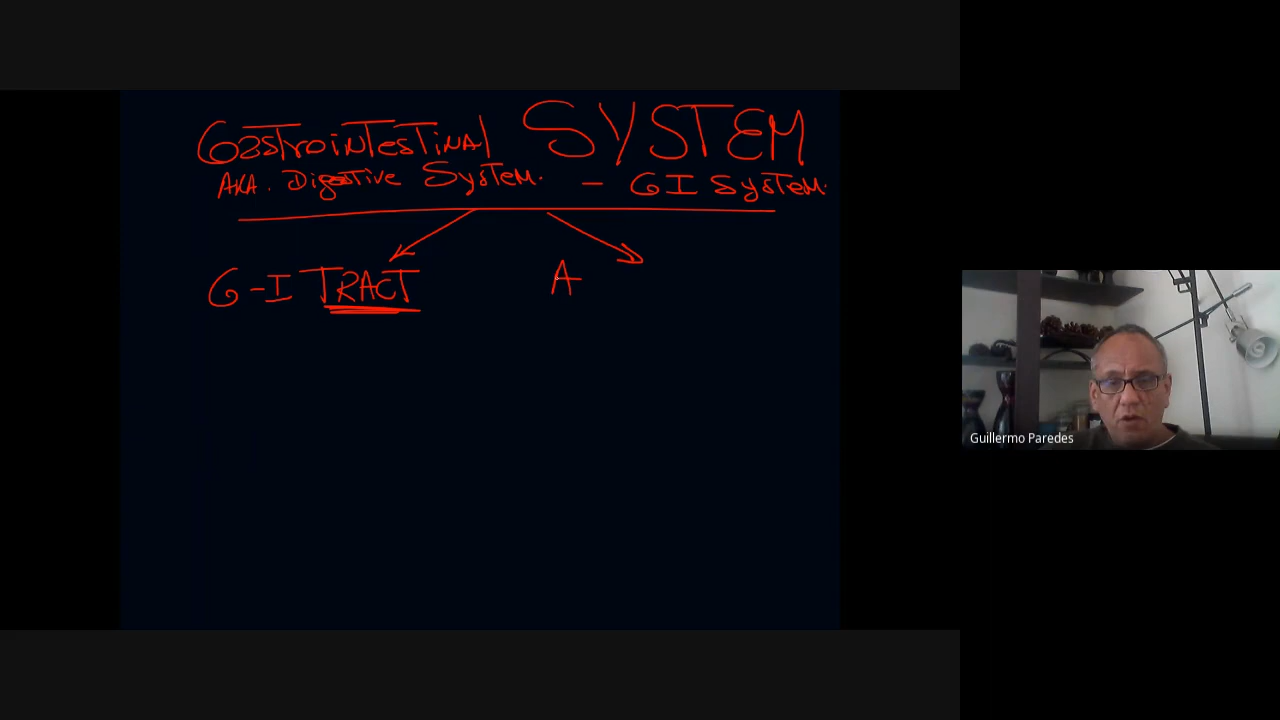 Gastrointestinal SYSTEM
AKA. Digestive System. – GI System.
G-I TRACT
A
Guillermo Paredes